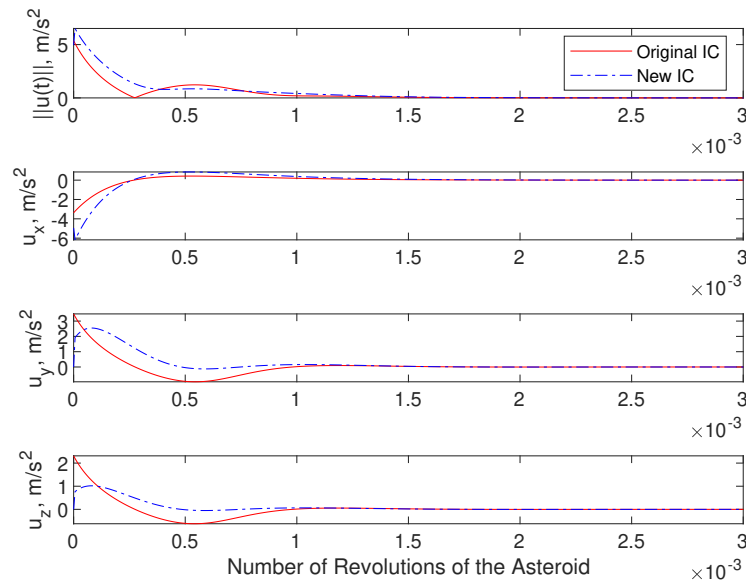 ||u(t)||, m/s²
5
0
Original IC
New IC
0 0.5 1 1.5 2 2.5 3
×10⁻³
u_x, m/s²
0
-2
-4
-6
0 0.5 1 1.5 2 2.5 3
×10⁻³
u_y, m/s²
3
2
1
0
0 0.5 1 1.5 2 2.5 3
×10⁻³
u_z, m/s²
2
1
0
0 0.5 1 1.5 2 2.5 3
Number of Revolutions of the Asteroid
×10⁻³